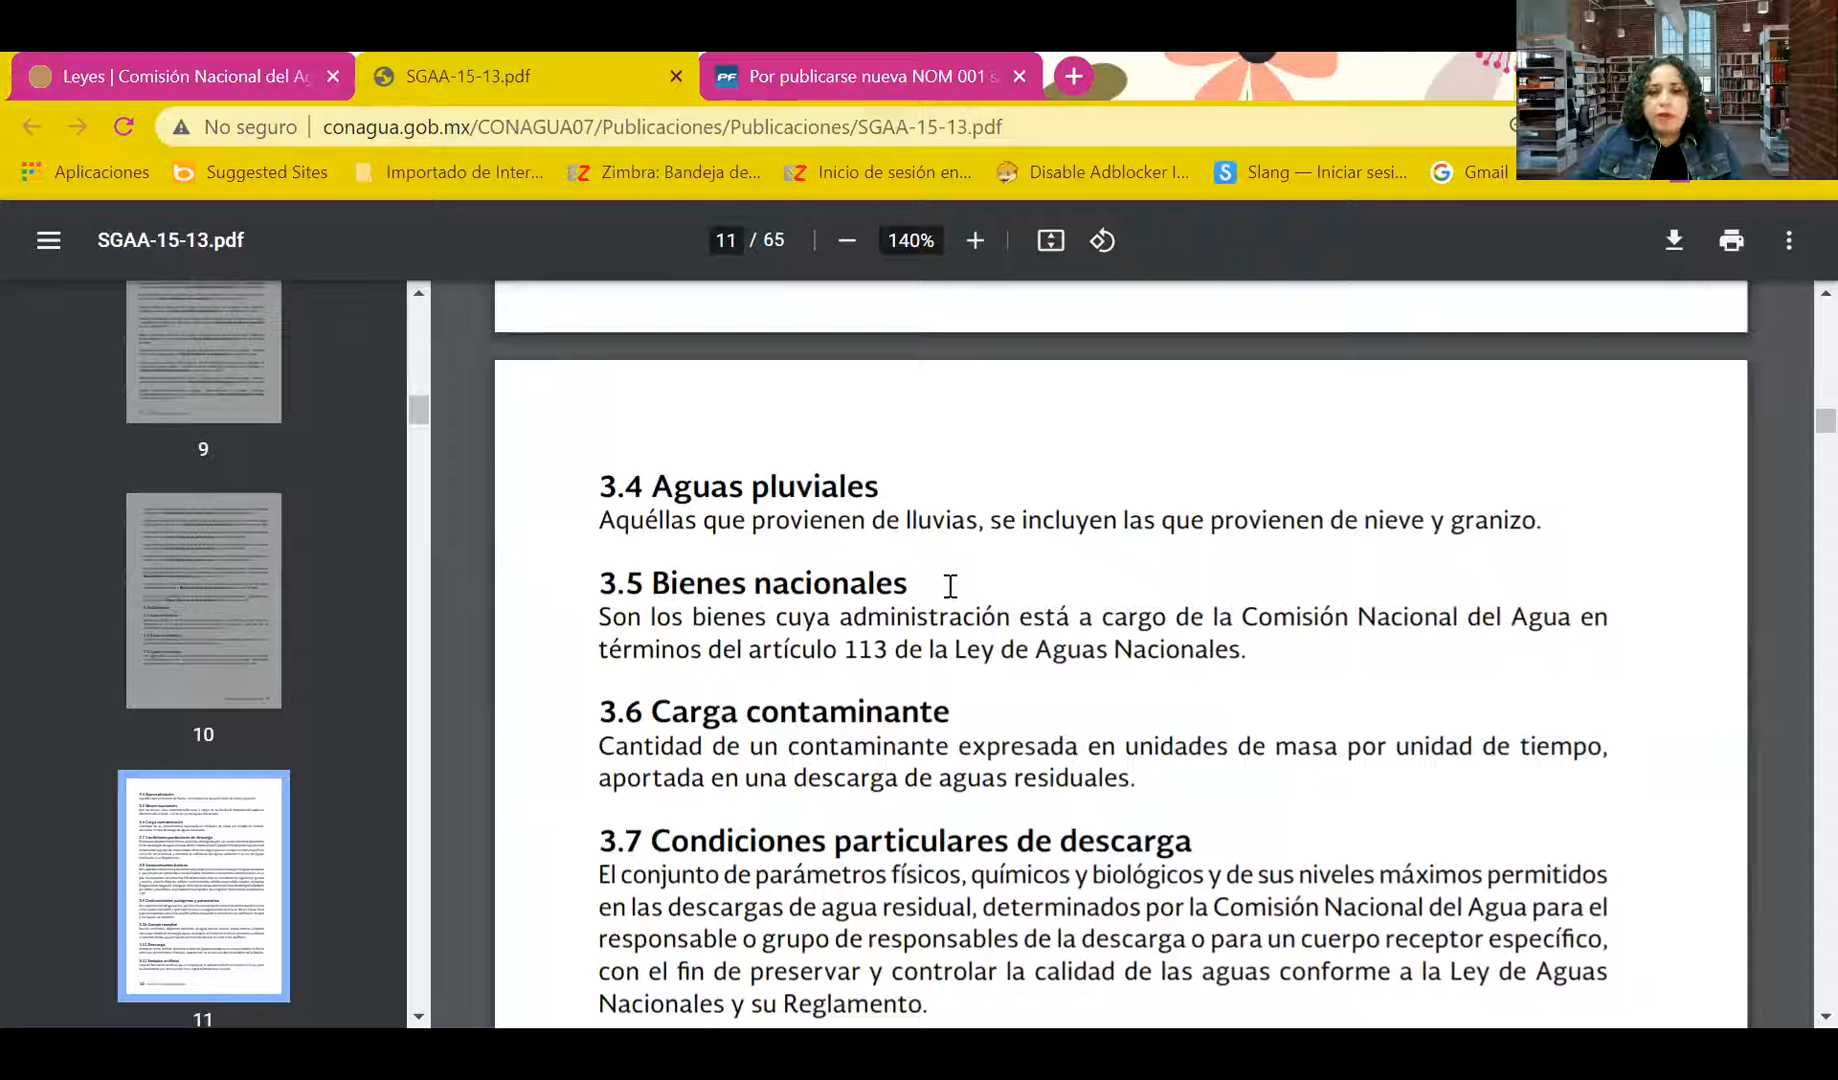 Leyes | Comisión Nacional del A
SGAA-15-13.pdf
Por publicarse nueva NOM 001 s
No seguro
conagua.gob.mx/CONAGUA07/Publicaciones/Publicaciones/SGAA-15-13.pdf
Aplicaciones
Suggested Sites
Importado de Inter...
Zimbra: Bandeja de...
Inicio de sesión en...
Disable Adblocker I...
Slang — Iniciar sesi...
Gmail
SGAA-15-13.pdf
11 / 65
140%
9
10
11
3.4 Aguas pluviales
Aquéllas que provienen de lluvias, se incluyen las que provienen de nieve y granizo.
3.5 Bienes nacionales
Son los bienes cuya administración está a cargo de la Comisión Nacional del Agua en
términos del artículo 113 de la Ley de Aguas Nacionales.
3.6 Carga contaminante
Cantidad de un contaminante expresada en unidades de masa por unidad de tiempo,
aportada en una descarga de aguas residuales.
3.7 Condiciones particulares de descarga
El conjunto de parámetros físicos, químicos y biológicos y de sus niveles máximos permitidos
en las descargas de agua residual, determinados por la Comisión Nacional del Agua para el
responsable o grupo de responsables de la descarga o para un cuerpo receptor específico,
con el fin de preservar y controlar la calidad de las aguas conforme a la Ley de Aguas
Nacionales y su Reglamento.